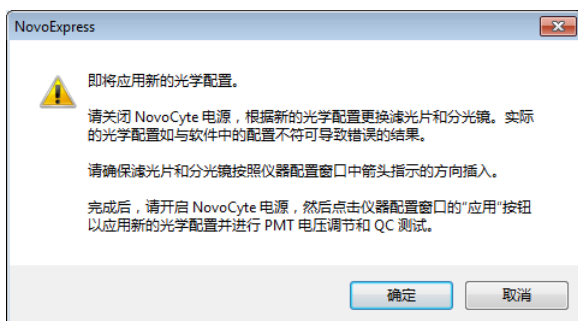 NovoExpress
即将应用新的光学配置。
请关闭 NovoCyte 电源，根据新的光学配置更换滤光片和分光镜。实际
的光学配置如与软件中的配置不符可导致错误的结果。
请确保滤光片和分光镜按照仪器配置窗口中箭头指示的方向插入。
完成后，请开启 NovoCyte 电源，然后点击仪器配置窗口的"应用"按钮
以应用新的光学配置并进行 PMT 电压调节和 QC 测试。
确定
取消